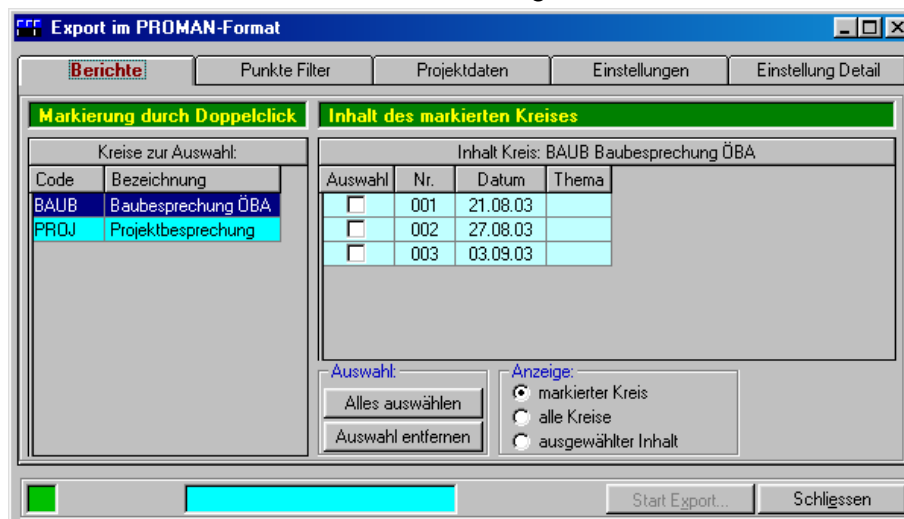 Export im PROMAN-Format
Berichte Punkte Filter Projektdaten Einstellungen Einstellung Detail
Markierung durch Doppelclick Inhalt des markierten Kreises
Kreise zur Auswahl: Inhalt Kreis: BAUB Baubesprechung ÖBA
Code Bezeichnung Auswahl Nr. Datum Thema
BAUB Baubesprechung ÖBA 001 21.08.03
PROJ Projektbesprechung 002 27.08.03
003 03.09.03
Auswahl: Anzeige:
Alles auswählen markierter Kreis
alle Kreise
Auswahl entfernen ausgewählter Inhalt
Start Export... Schliessen